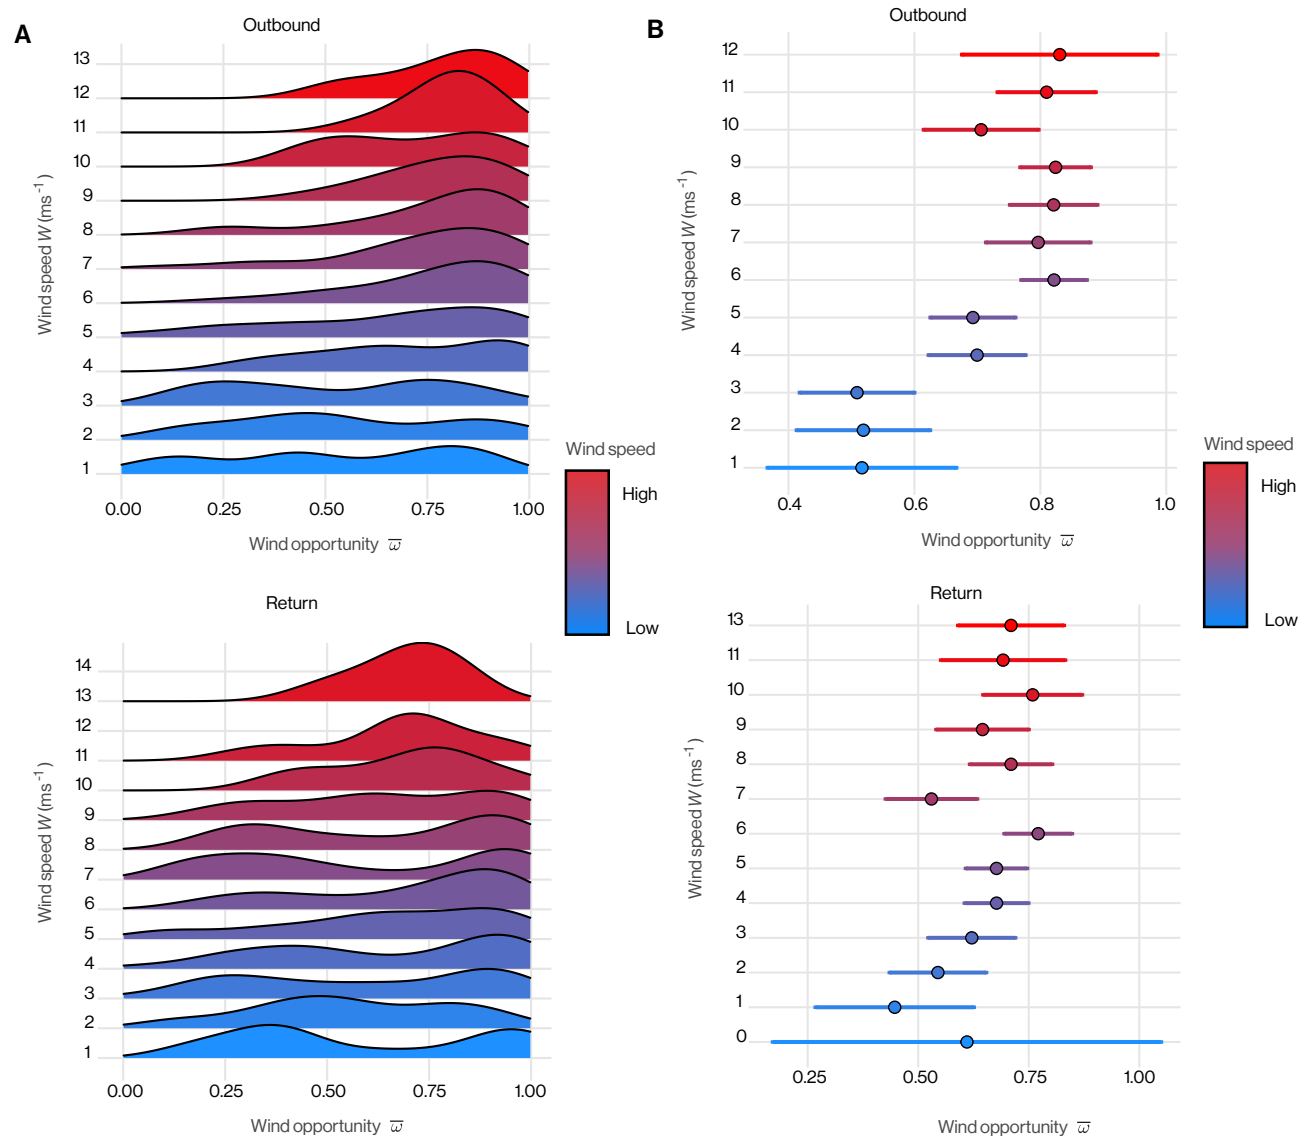 A
Outbound
13
12
11
10
9
8
7
6
5
4
3
2
1
Wind speed W (ms⁻¹)
0.00 0.25 0.50 0.75 1.00
Wind opportunity ω̅
Wind speed
High
Low
Return
14
13
12
11
10
9
8
7
6
5
4
3
2
1
Wind speed W (ms⁻¹)
0.00 0.25 0.50 0.75 1.00
Wind opportunity ω̅
B
Outbound
12
11
10
9
8
7
6
5
4
3
2
1
Wind speed W (ms⁻¹)
0.4 0.6 0.8 1.0
Wind opportunity ω̅
Wind speed
High
Low
Return
13
11
10
9
8
7
6
5
4
3
2
1
0
Wind speed W (ms⁻¹)
0.25 0.50 0.75 1.00
Wind opportunity ω̅